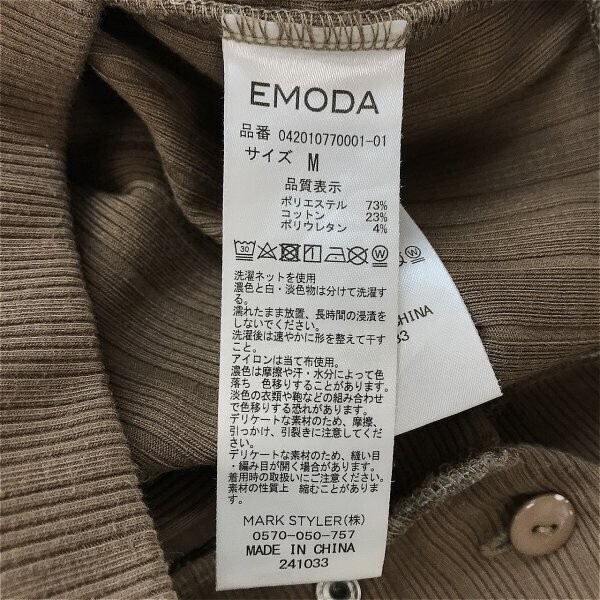 EMODA
品番 042010770001-01
サイズ M
品質表示
ポリエステル 73%
コットン 23%
ポリウレタン 4%
30
W
洗濯ネットを使用
濃色と白・淡色物は分けて洗濯す
る。
濡れたまま放置、長時間の浸漬を
しないでください。
洗濯後は速やかに形を整えて干す
こと。
アイロンは当て布使用。
濃色は摩擦や汗・水分によって色
落ち 色移りすることがあります。
淡色の衣類や鞄などの組み合わせ
で色移りする恐れがあります。
デリケートな素材のため、摩擦、
引っかけ、引裂きに注意してくだ
さい。
デリケートな素材のため、縫い目
・編み目が開く場合があります。
着用時の取扱いにご注意ください。
素材の性質上 縮むことがあります。
MARK STYLER(株)
0570-050-757
MADE IN CHINA
241033
W
CHINA
33